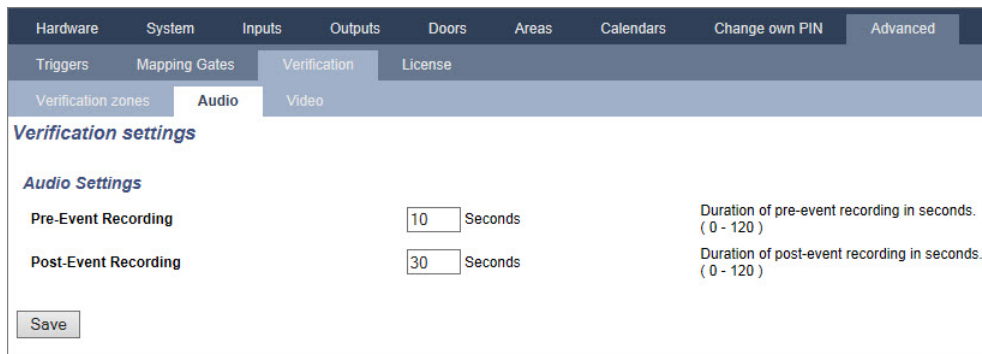 Hardware System Inputs Outputs Doors Areas Calendars Change own PIN Advanced
Triggers Mapping Gates Verification License
Verification zones Audio Video
Verification settings
Audio Settings
Pre-Event Recording 10 Seconds Duration of pre-event recording in seconds.
( 0 - 120 )
Post-Event Recording 30 Seconds Duration of post-event recording in seconds.
( 0 - 120 )
Save